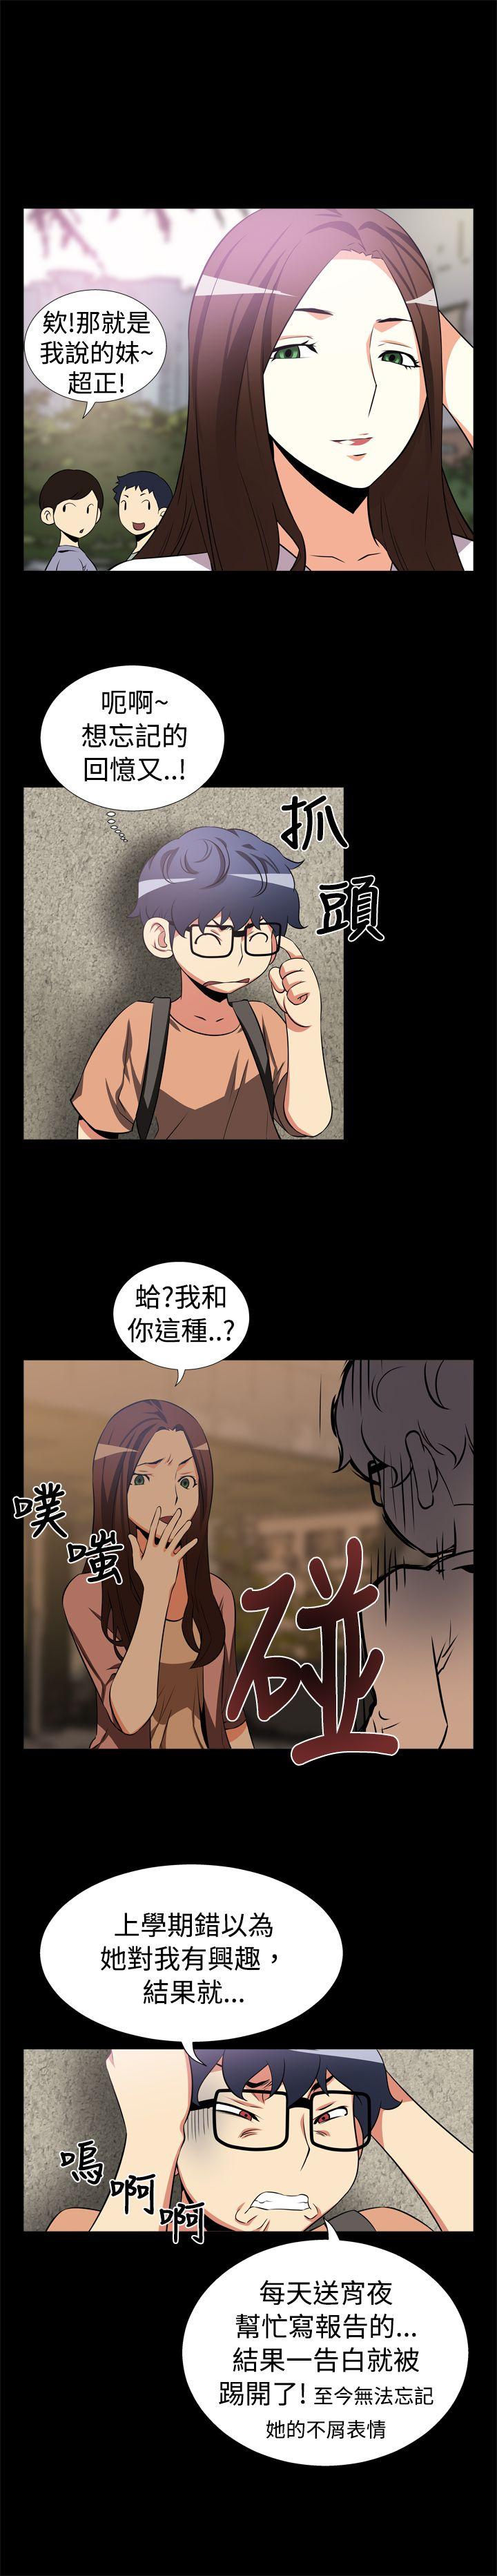 欸!那就是
我說的妹~
超正!
呃啊~
想忘記的
回憶又..!
抓
頭
蛤?我和
你這種..?
噗
嗤
碰
上學期錯以為
她對我有興趣，
結果就...
嗚
啊
啊
每天送宵夜
幫忙寫報告的...
結果一告白就被
踢開了! 至今無法忘記
她的不屑表情